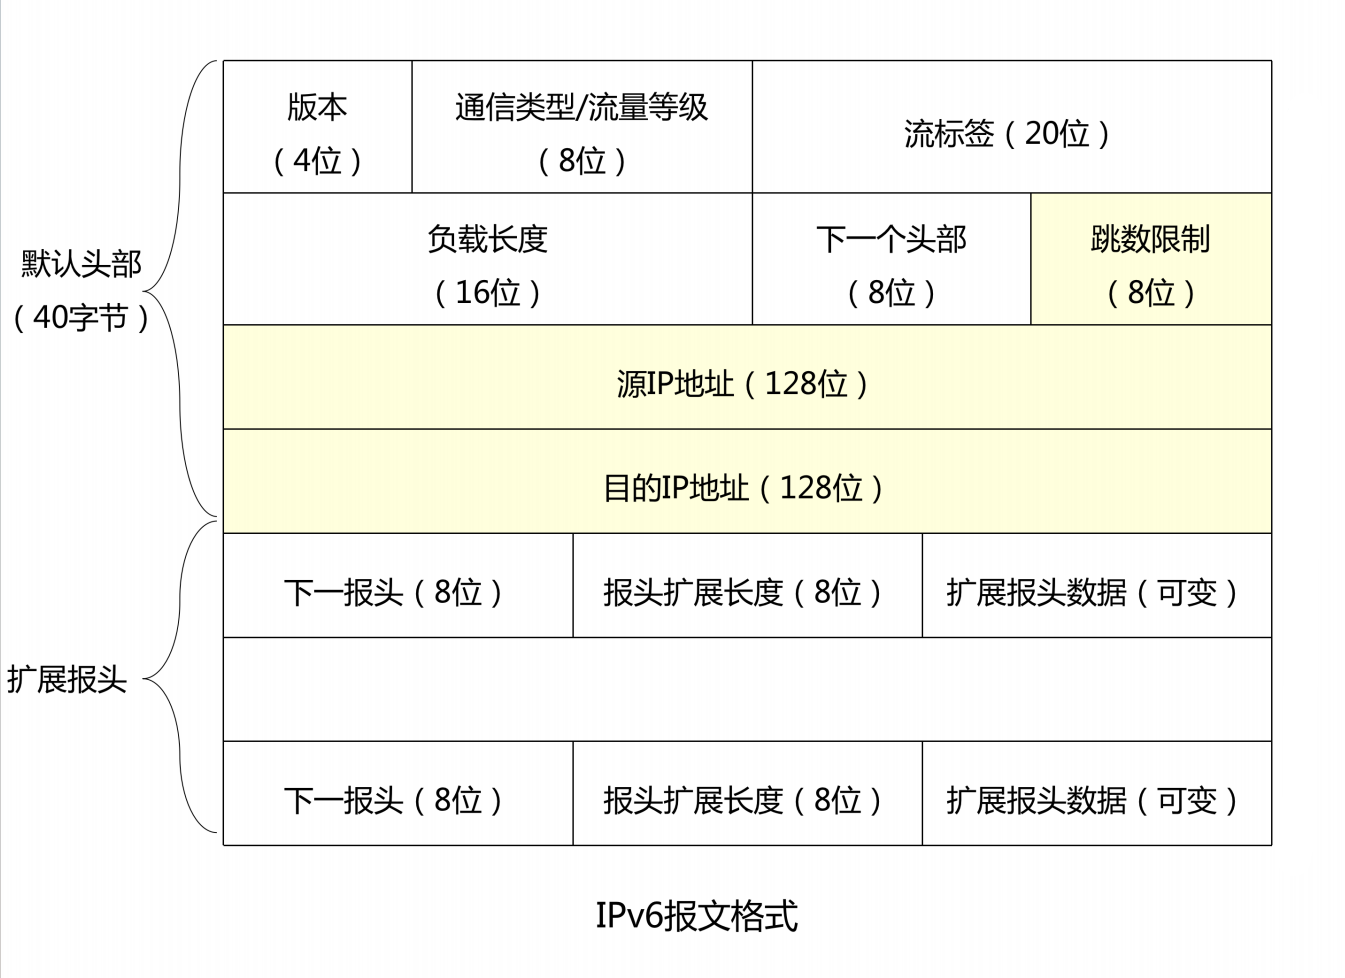 版本
（4位）
通信类型/流量等级
（8位）
流标签（20位）
默认头部
（40字节）
负载长度
（16位）
下一个头部
（8位）
跳数限制
（8位）
源IP地址（128位）
目的IP地址（128位）
扩展报头
下一报头（8位）
报头扩展长度（8位）
扩展报头数据（可变）
下一报头（8位）
报头扩展长度（8位）
扩展报头数据（可变）
IPv6报文格式